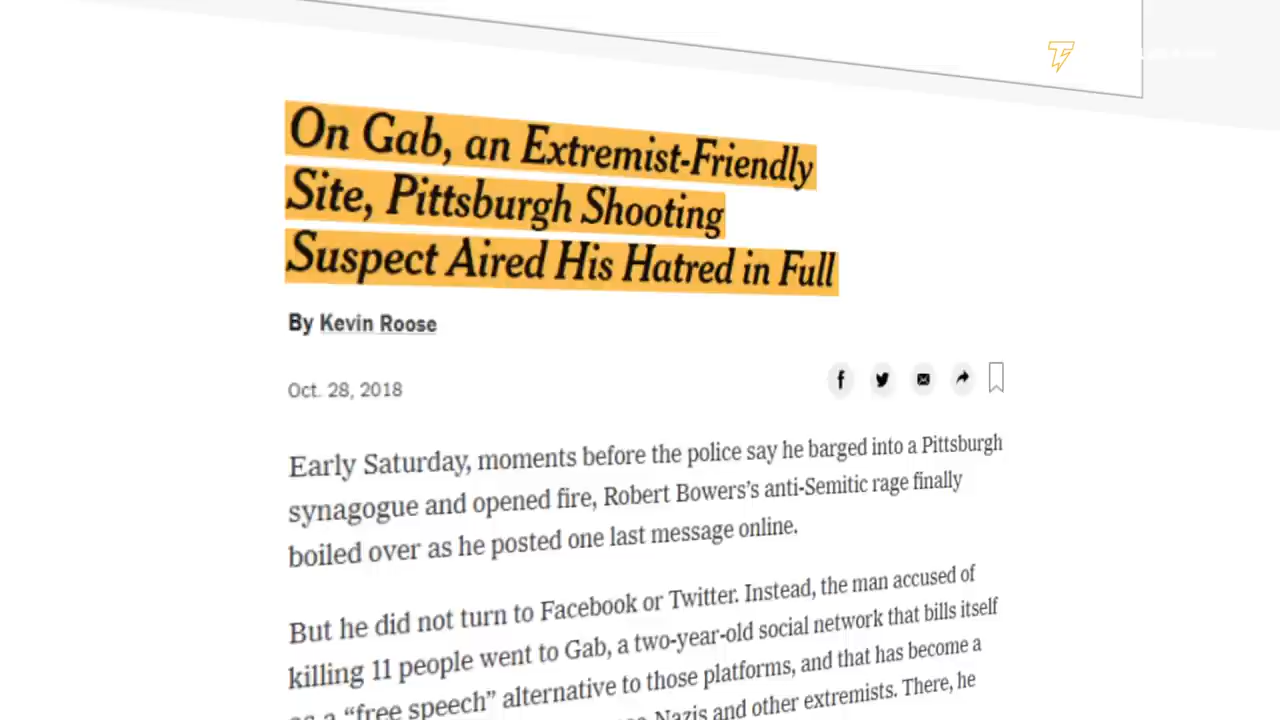 On Gab, an Extremist-Friendly
Site, Pittsburgh Shooting
Suspect Aired His Hatred in Full
By Kevin Roose
Oct. 28, 2018
Early Saturday, moments before the police say he barged into a Pittsburgh
synagogue and opened fire, Robert Bowers's anti-Semitic rage finally
boiled over as he posted one last message online.
But he did not turn to Facebook or Twitter. Instead, the man accused of
killing 11 people went to Gab, a two-year-old social network that bills itself
as a “free speech” alternative to those platforms, and that has become a
Nazis and other extremists. There, he